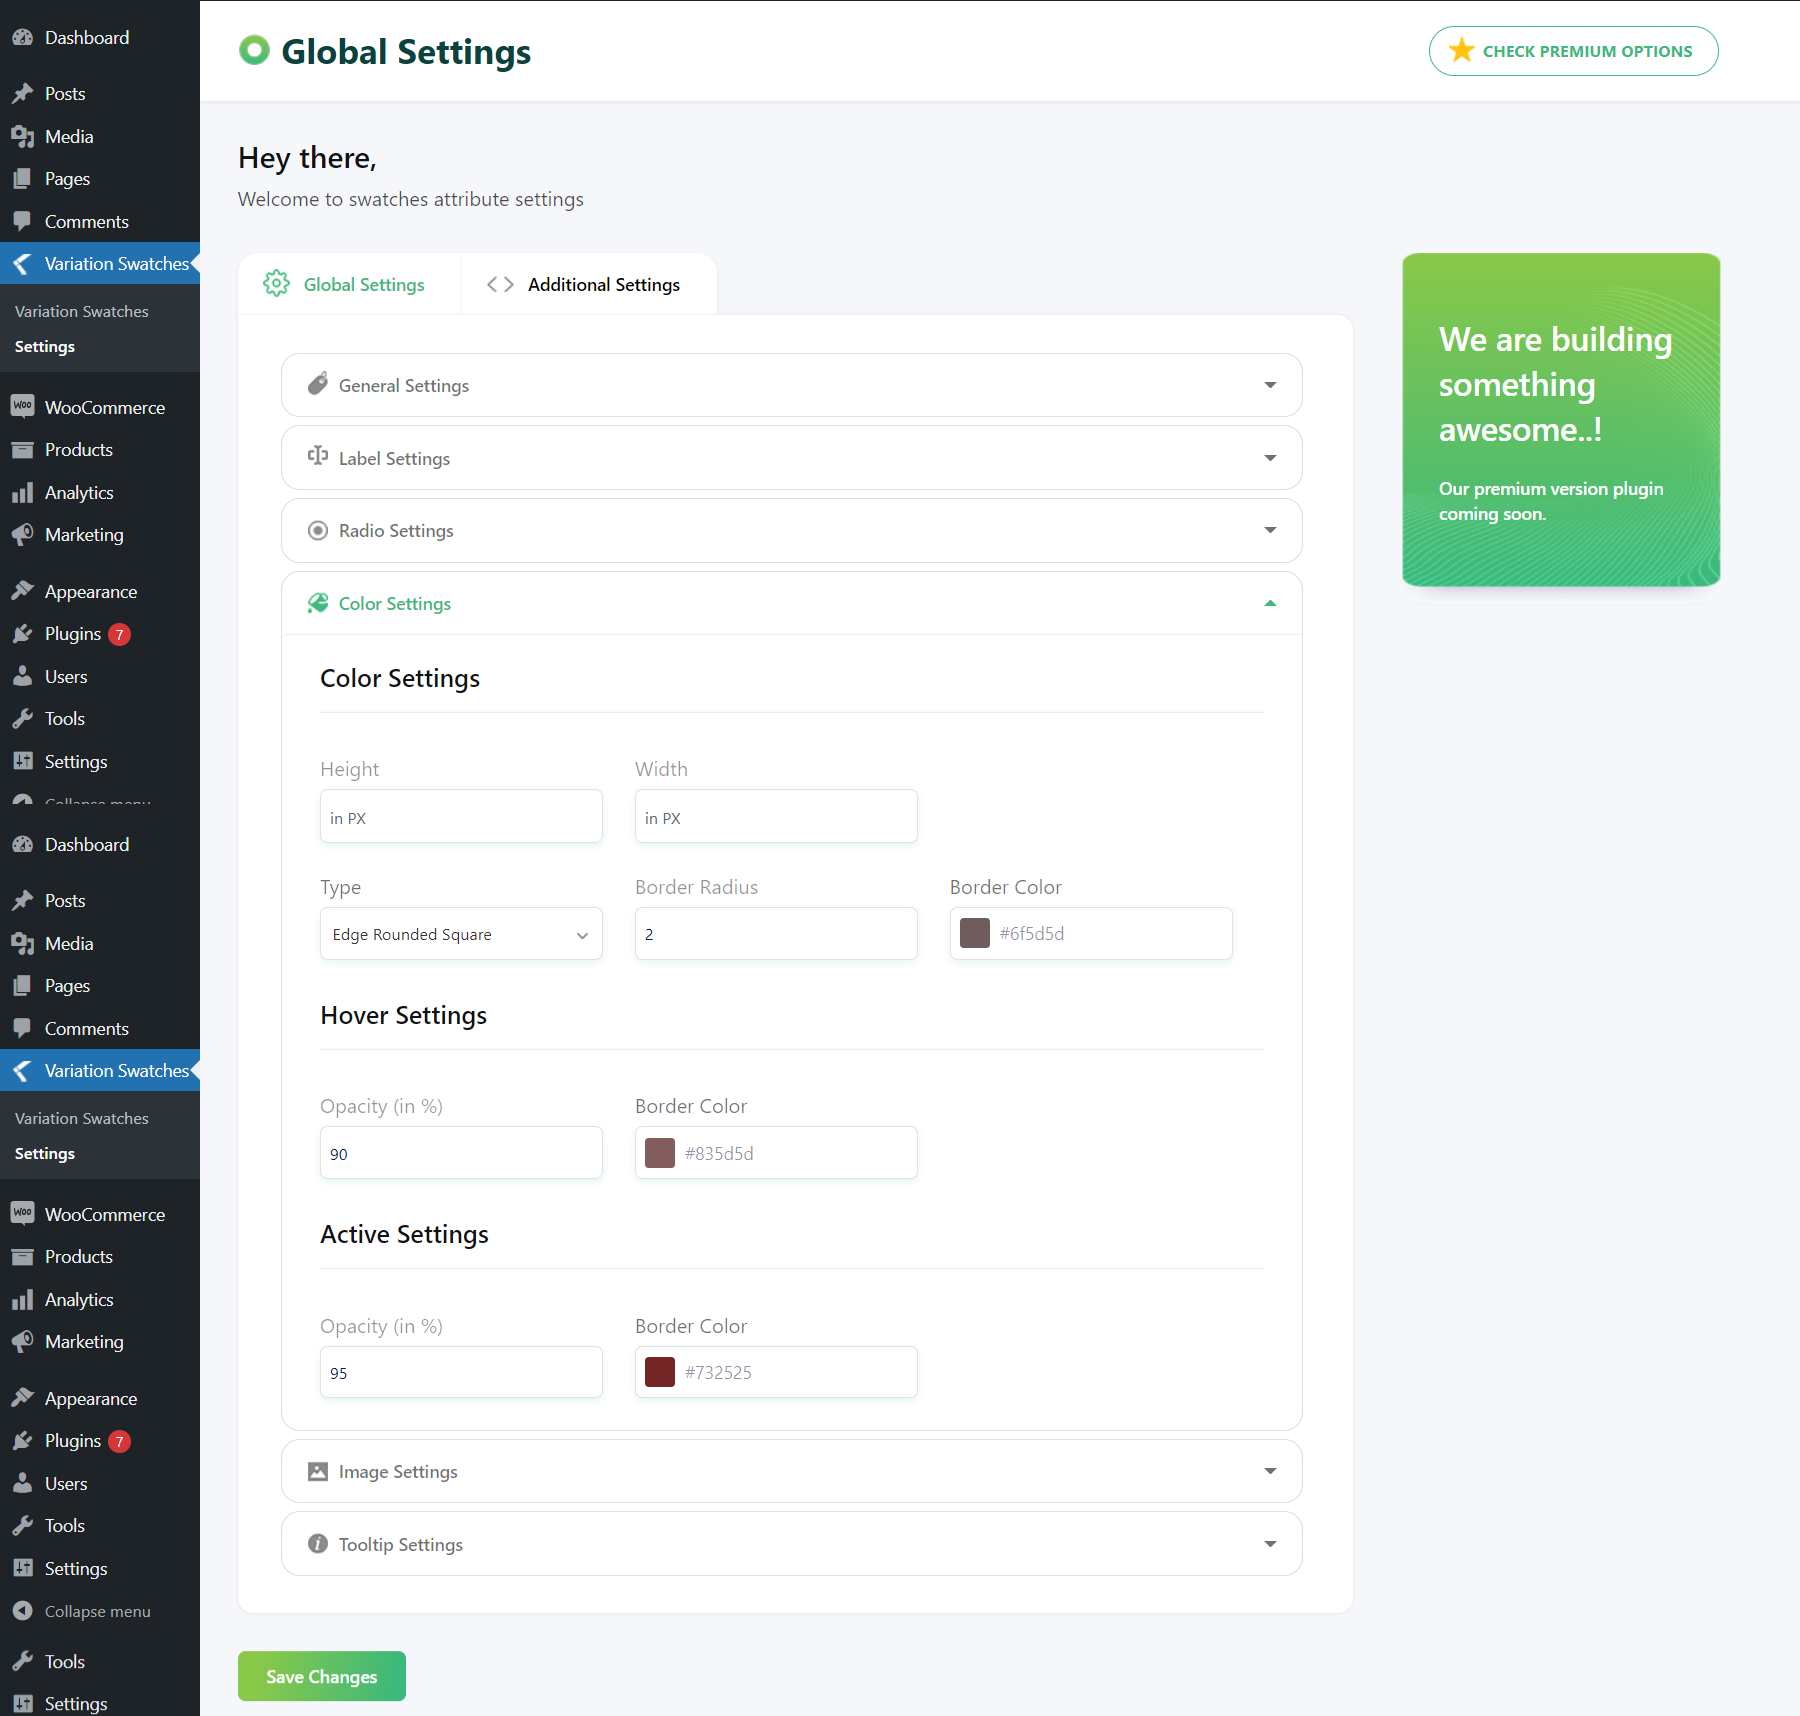 Dashboard
Posts
Media
Pages
Comments
Variation Swatches
Variation Swatches
Settings
WooCommerce
Products
Analytics
Marketing
Appearance
Plugins 7
Users
Tools
Settings
Collapse menu
Dashboard
Posts
Media
Pages
Comments
Variation Swatches
Variation Swatches
Settings
WooCommerce
Products
Analytics
Marketing
Appearance
Plugins 7
Users
Tools
Settings
Collapse menu
Tools
Settings
Global Settings
CHECK PREMIUM OPTIONS
Hey there,
Welcome to swatches attribute settings
Global Settings
Additional Settings
General Settings
Label Settings
Radio Settings
Color Settings
Color Settings
Height
Width
in PX
in PX
Type
Border Radius
Border Color
Edge Rounded Square
2
#6f5d5d
Hover Settings
Opacity (in %)
Border Color
90
#835d5d
Active Settings
Opacity (in %)
Border Color
95
#732525
Image Settings
Tooltip Settings
Save Changes
We are building
something
awesome..!
Our premium version plugin
coming soon.